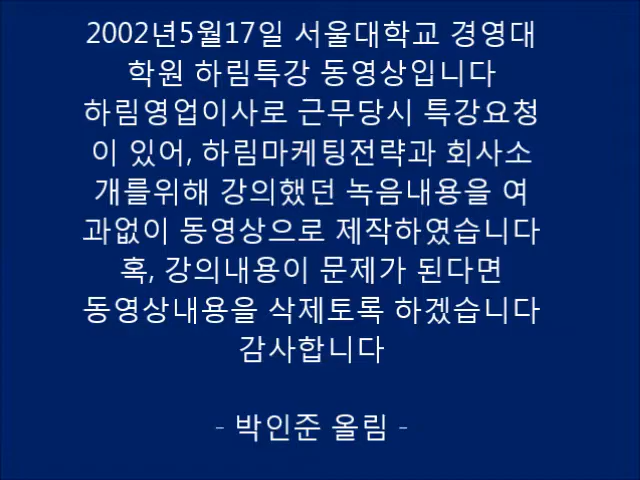 2002년5월17일 서울대학교 경영대
학원 하림특강 동영상입니다
하림영업이사로 근무당시 특강요청
이 있어, 하림마케팅전략과 회사소
개를위해 강의했던 녹음내용을 여
과없이 동영상으로 제작하였습니다
혹, 강의내용이 문제가 된다면
동영상내용을 삭제토록 하겠습니다
감사합니다
- 박인준 올림 -